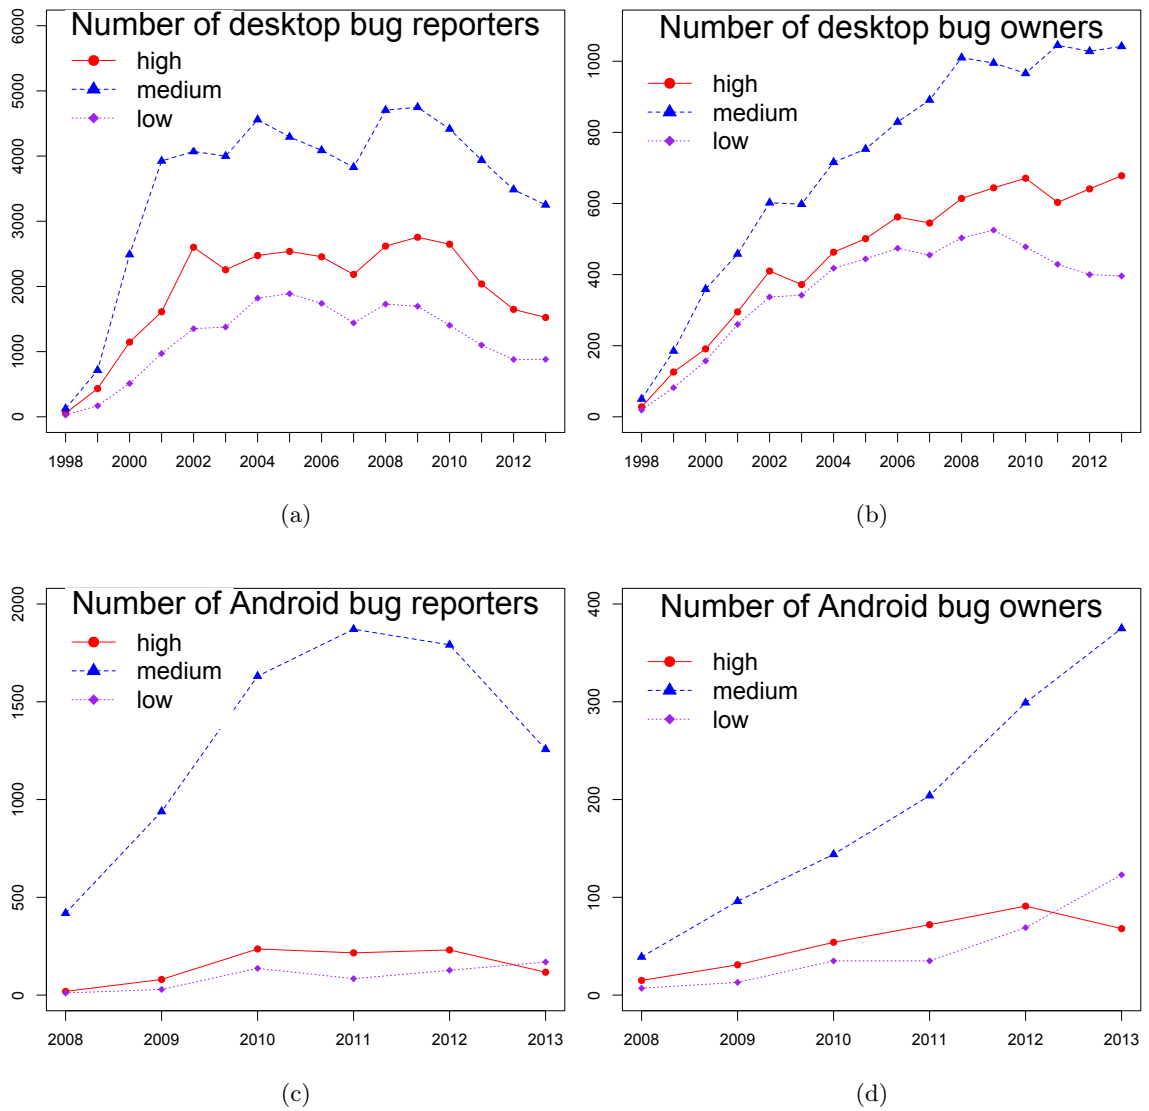 Number of desktop bug reporters
high
medium
low
0
1000
2000
3000
4000
5000
6000
1998 2000 2002 2004 2006 2008 2010 2012
(a)
Number of desktop bug owners
high
medium
low
0
200
400
600
800
1000
1998 2000 2002 2004 2006 2008 2010 2012
(b)
Number of Android bug reporters
high
medium
low
0
500
1000
1500
2000
2008 2009 2010 2011 2012 2013
(c)
Number of Android bug owners
high
medium
low
0
100
200
300
400
2008 2009 2010 2011 2012 2013
(d)